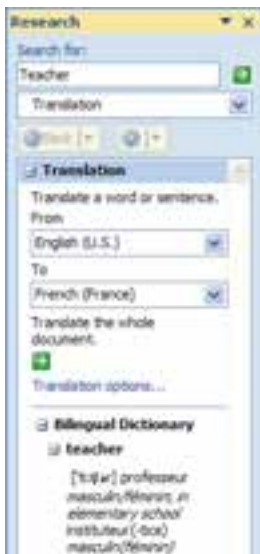 Research
Search for:
Teacher
Translation
Back
Translation
Translate a word or sentence.
From
English (U.S.)
To
French (France)
Translate the whole
document.
Translation options...
Bilingual Dictionary
teacher
professeur
masculin/féminin, in
elementary school
instituteur(-trice)
masculin/féminin/